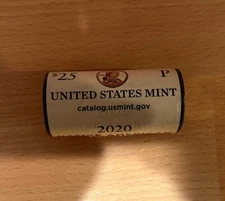 $25 P
UNITED STATES MINT
catalog.usmint.gov
2020